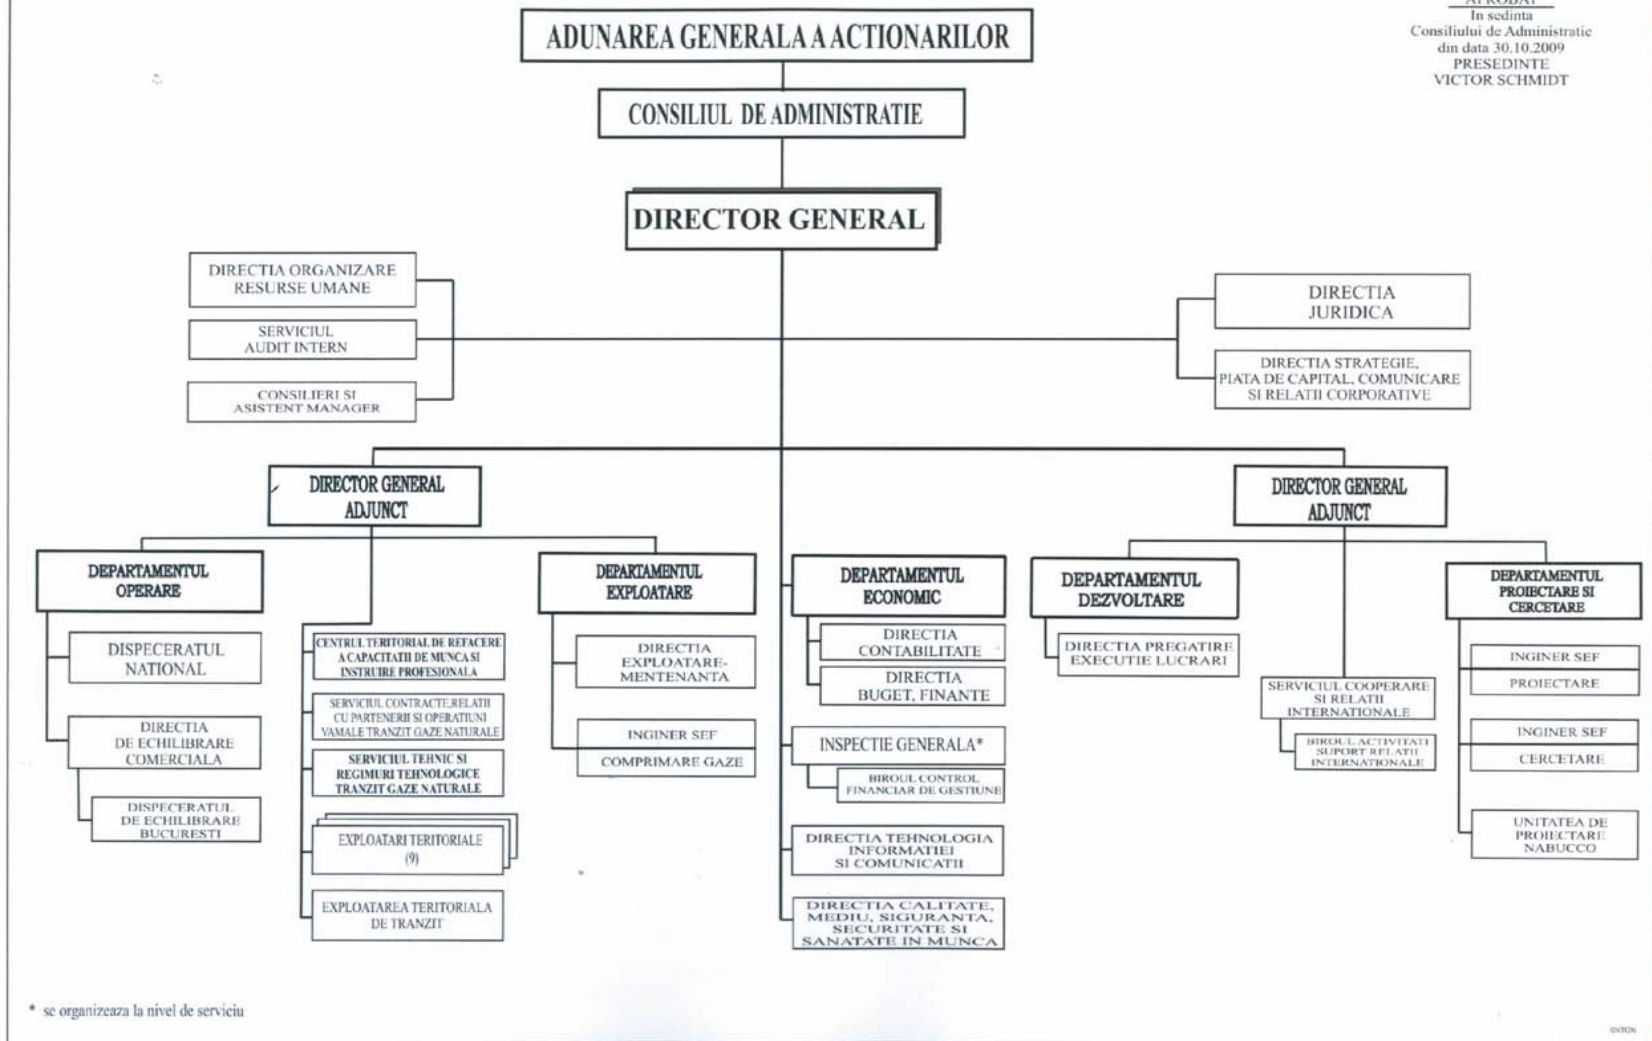 APROBAT
In sedinta
Consiliului de Administratie
din data 30.10.2009
PRESEDINTE
VICTOR SCHMIDT
ADUNAREA GENERALA A ACTIONARILOR
CONSILIUL DE ADMINISTRATIE
DIRECTOR GENERAL
DIRECTIA ORGANIZARE
RESURSE UMANE
SERVICIUL
AUDIT INTERN
CONSILIERI SI
ASISTENT MANAGER
DIRECTIA
JURIDICA
DIRECTIA STRATEGIE,
PIATA DE CAPITAL, COMUNICARE
SI RELATII CORPORATIVE
DIRECTOR GENERAL
ADJUNCT
DIRECTOR GENERAL
ADJUNCT
DEPARTAMENTUL
OPERARE
DISPECERATUL
NATIONAL
DIRECTIA
DE ECHILIBRARE
COMERCIALA
DISPECERATUL
DE ECHILIBRARE
BUCURESTI
CENTRUL TERITORIAL DE REFACERE
A CAPACITATII DE MUNCA SI
INSTRUIRE PROFESIONALA
SERVICIUL CONTRACTE,RELATII
CU PARTENERII SI OPERATIUNI
VAMALE TRANZIT GAZE NATURALE
SERVICIUL TEHNIC SI
REGIMURI TEHNOLOGICE
TRANZIT GAZE NATURALE
EXPLOATARI TERITORIALE
(9)
EXPLOATAREA TERITORIALA
DE TRANZIT
DEPARTAMENTUL
EXPLOATARE
DIRECTIA
EXPLOATARE-
MENTENANTA
INGINER SEF
COMPRIMARE GAZE
DEPARTAMENTUL
ECONOMIC
DIRECTIA
CONTABILITATE
DIRECTIA
BUGET, FINANTE
INSPECTIE GENERALA*
BIROUL CONTROL
FINANCIAR DE GESTIUNE
DIRECTIA TEHNOLOGIA
INFORMATIEI
SI COMUNICATII
DIRECTIA CALITATE,
MEDIU, SIGURANTA,
SECURITATE SI
SANATATE IN MUNCA
DEPARTAMENTUL
DEZVOLTARE
DIRECTIA PREGATIRE
EXECUTIE LUCRARI
SERVICIUL COOPERARE
SI RELATII
INTERNATIONALE
BIROUL ACTIVITATI
SUPORT RELATII
INTERNATIONALE
DEPARTAMENTUL
PROIECTARE SI
CERCETARE
INGINER SEF
PROIECTARE
INGINER SEF
CERCETARE
UNITATEA DE
PROIECTARE
NABUCCO
* se organizeaza la nivel de serviciu